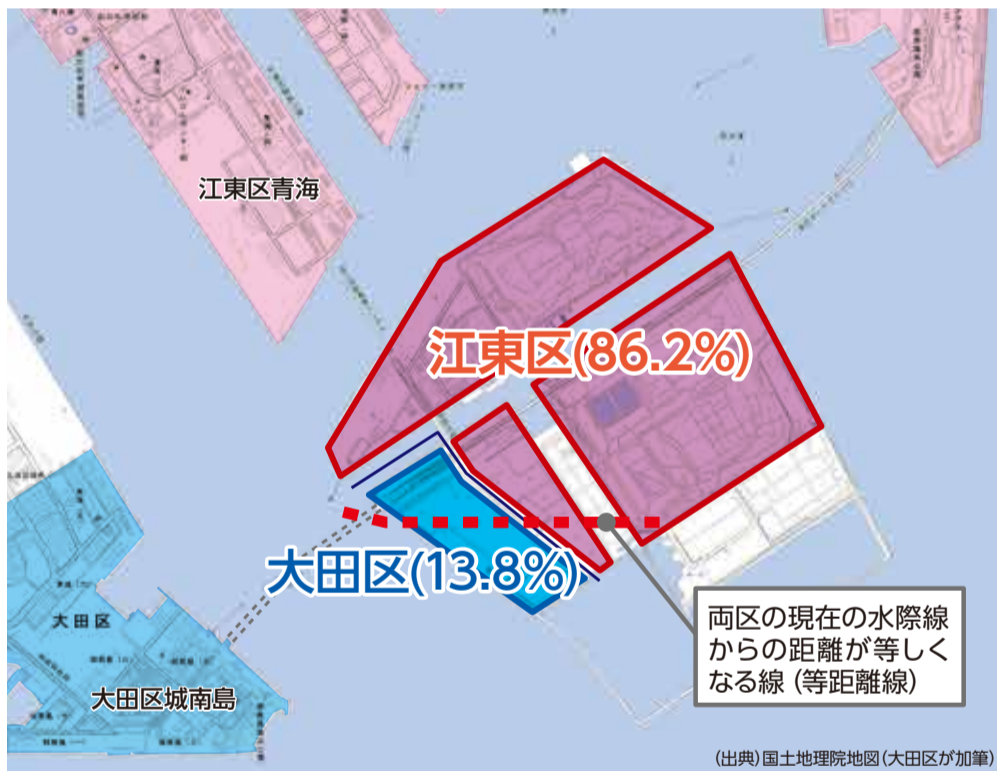 江東区青海
江東区(86.2%)
大田区(13.8%)
大田区
大田区城南島
両区の現在の水際線
からの距離が等しく
なる線(等距離線)
(出典)国土地理院地図(大田区が加筆)